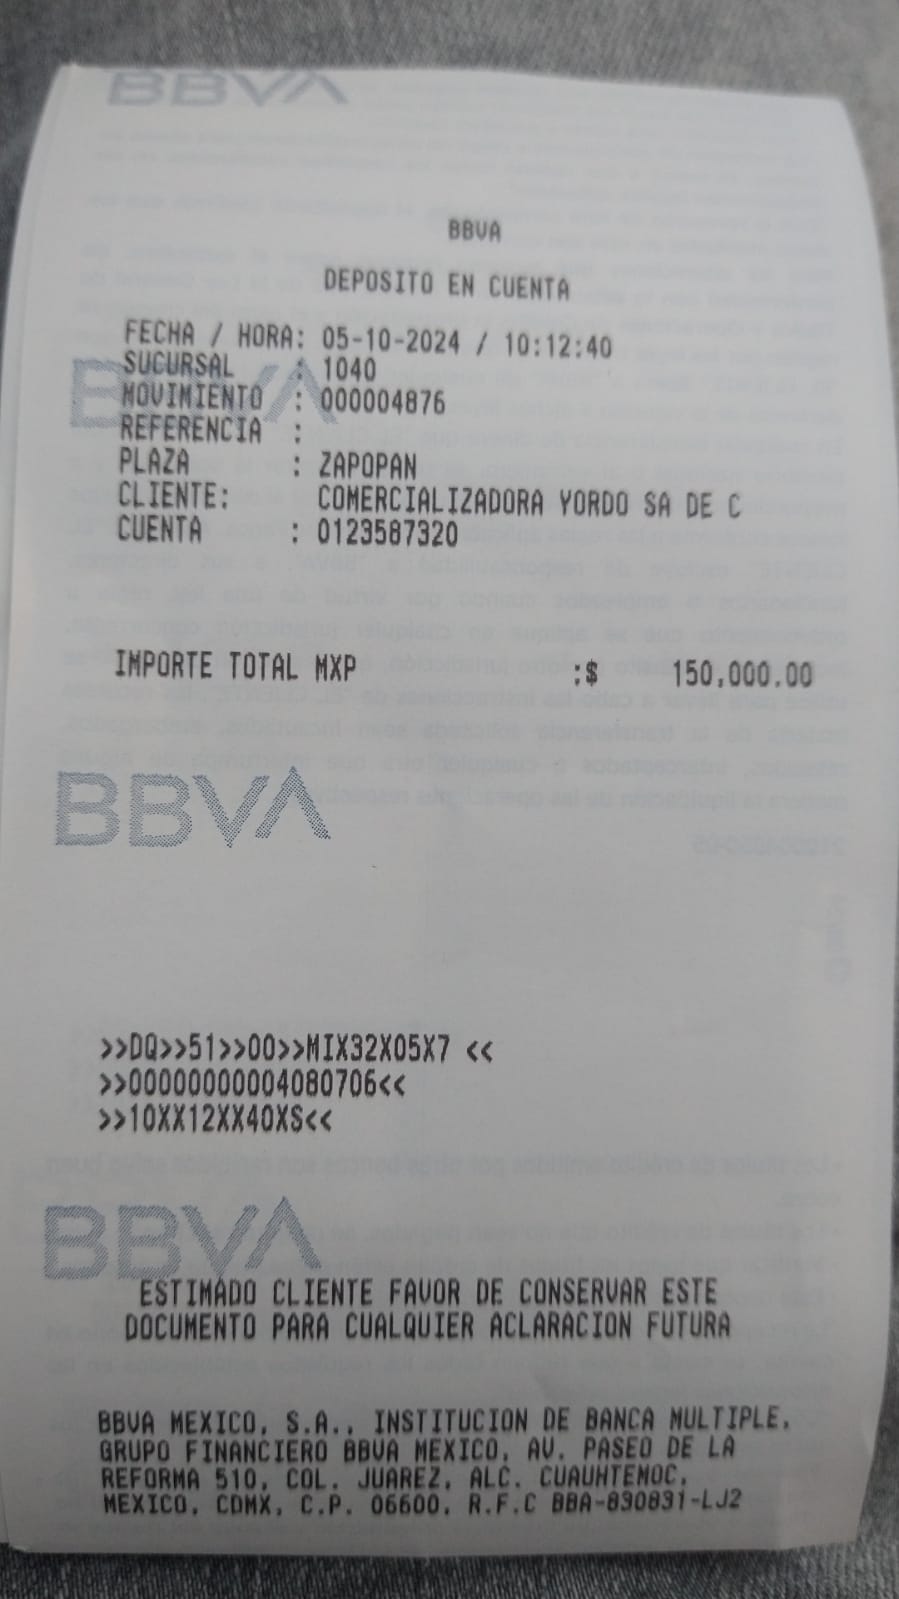 BBVA
BBVA
DEPOSITO EN CUENTA
FECHA / HORA: 05-10-2024 / 10:12:40
SUCURSAL : 1040
BBVA
MOVIMIENTO : 000004876
REFERENCIA :
PLAZA : ZAPOPAN
CLIENTE: COMERCIALIZADORA YORDO SA DE C
CUENTA : 0123587320
IMPORTE TOTAL MXP :$ 150,000.00
BBVA
>>DQ>>51>>00>>MIX32X05X7 <<
>>00000000004080706<<
>>10XX12XX40XS<<
BBVA
ESTIMADO CLIENTE FAVOR DE CONSERVAR ESTE
DOCUMENTO PARA CUALQUIER ACLARACION FUTURA
BBVA MEXICO, S.A., INSTITUCION DE BANCA MULTIPLE,
GRUPO FINANCIERO BBVA MEXICO, AV. PASEO DE LA
REFORMA 510, COL. JUAREZ, ALC. CUAUHTEMOC,
MEXICO, CDMX, C.P. 06600, R.F.C BBA-830831-LJ2